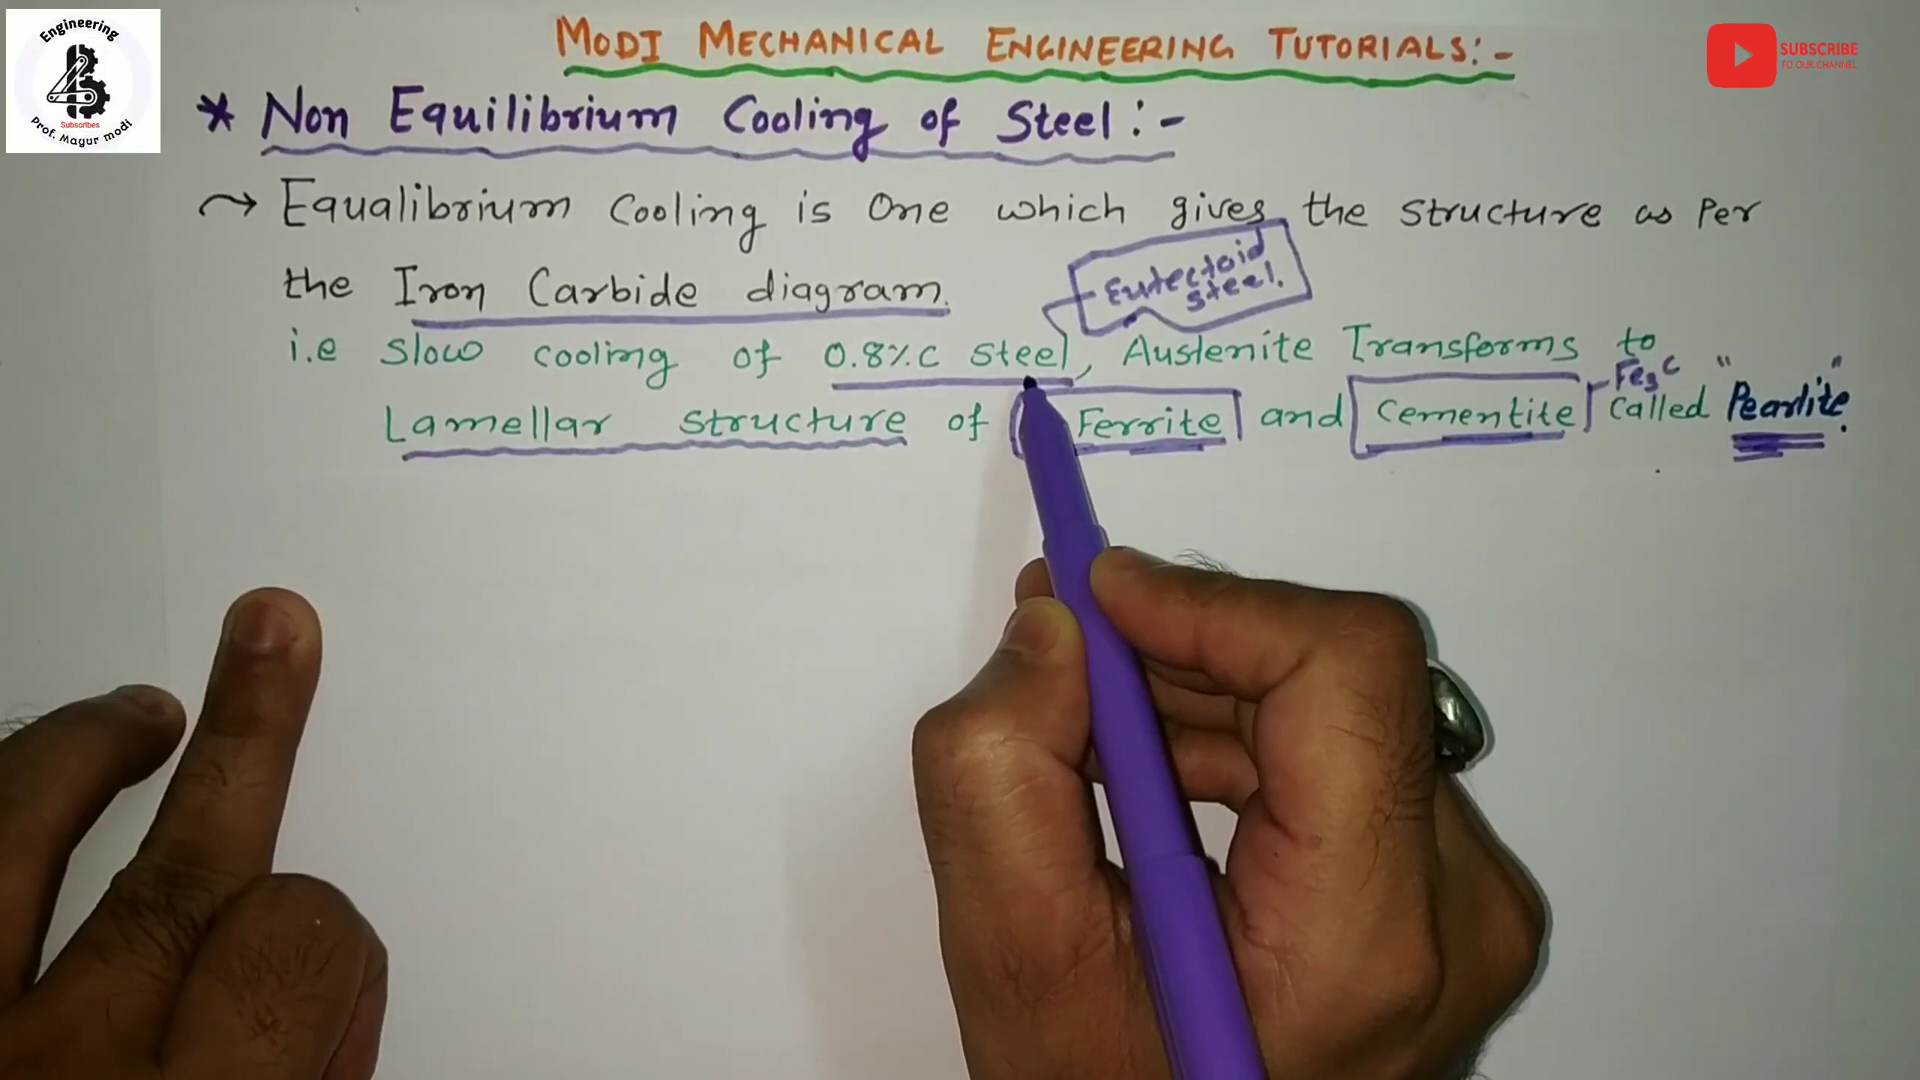 Engineering
Subscribes
Prof. Mayur modi
MODI MECHANICAL ENGINEERING TUTORIALS:-
SUBSCRIBE
TO OUR CHANNEL
* Non Equilibrium Cooling of Steel:-
→ Equalibrium Cooling is One which gives the structure as Per
the Iron Carbide diagram.
Eutectoid
steel.
i.e slow cooling of 0.8%.C steel, Austenite Transforms to
Fe3C
Lamellar structure of Ferrite and Cementite called "Pearlite".